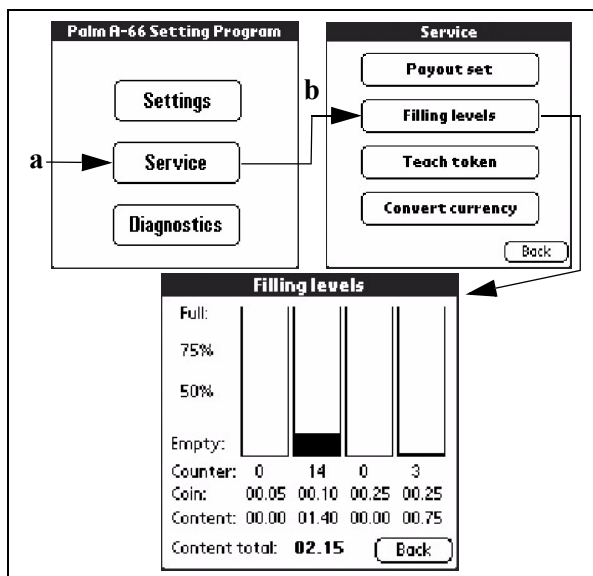 Palm A-66 Setting Program
Settings
a
Service
Diagnostics
Service
Payout set
b
Filling levels
Teach token
Convert currency
Back
Filling levels
Full:
75%
50%
Empty:
Counter: 0 14 0 3
Coin: 00.05 00.10 00.25 00.25
Content: 00.00 01.40 00.00 00.75
Content total: 02.15 Back